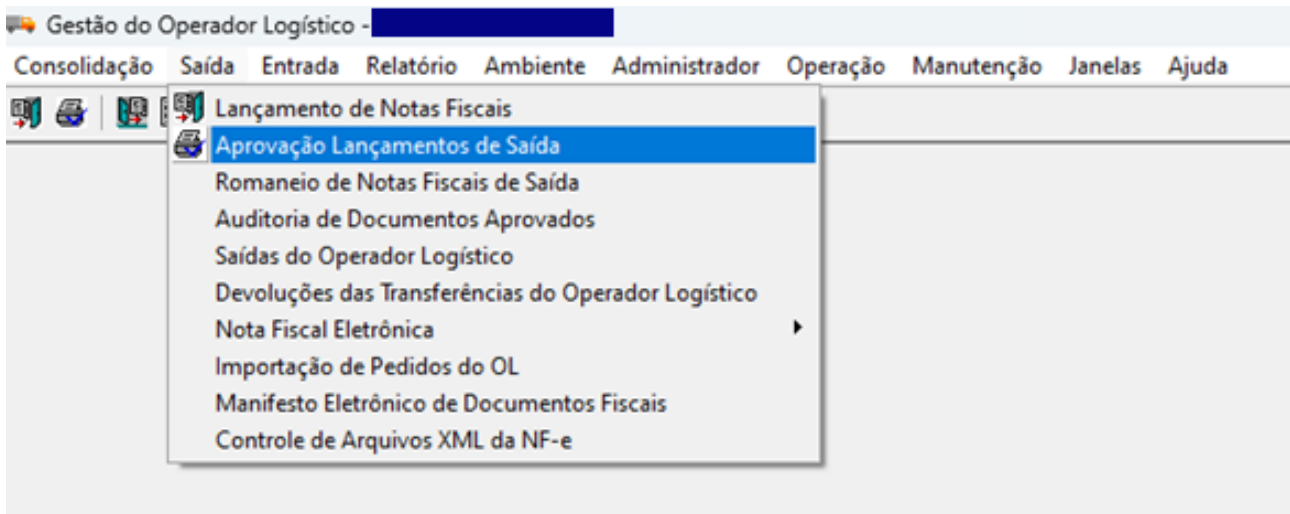 Gestão do Operador Logístico -
Consolidação Saída Entrada Relatório Ambiente Administrador Operação Manutenção Janelas Ajuda
Lançamento de Notas Fiscais
Aprovação Lançamentos de Saída
Romaneio de Notas Fiscais de Saída
Auditoria de Documentos Aprovados
Saídas do Operador Logístico
Devoluções das Transferências do Operador Logístico
Nota Fiscal Eletrônica
Importação de Pedidos do OL
Manifesto Eletrônico de Documentos Fiscais
Controle de Arquivos XML da NF-e